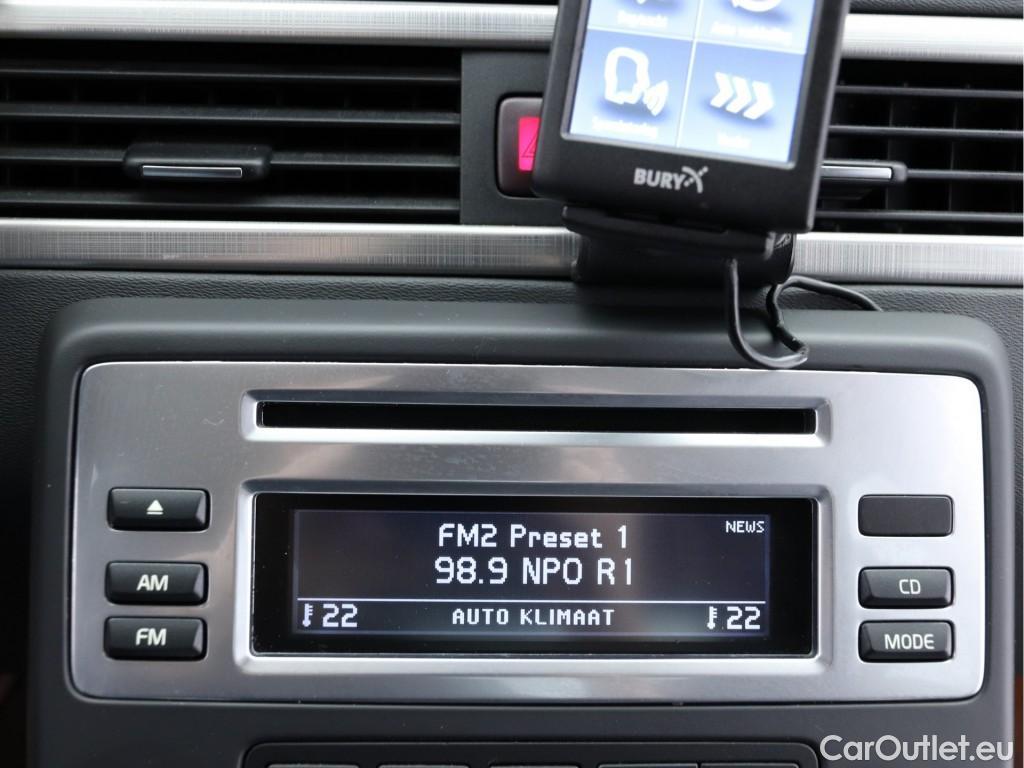 BURY
NEWS
FM2 Preset 1
98.9 NPO R1
22 AUTO KLIMAAT 22
AM
FM
CD
MODE
CarOutlet.eu